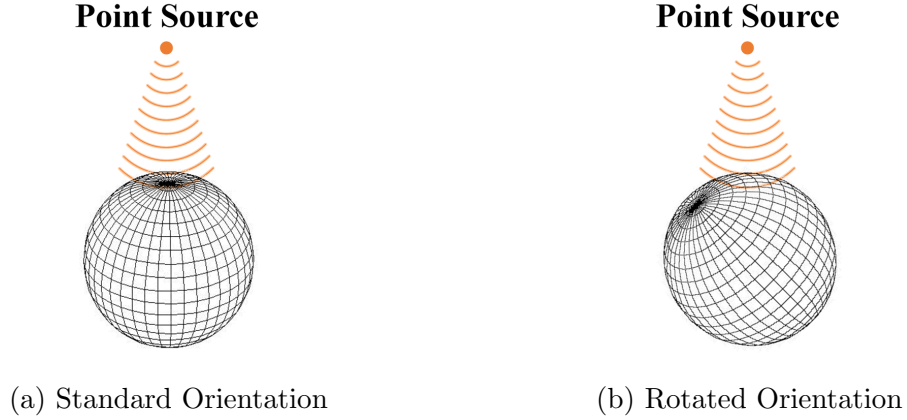 Point Source
Point Source
(a) Standard Orientation
(b) Rotated Orientation